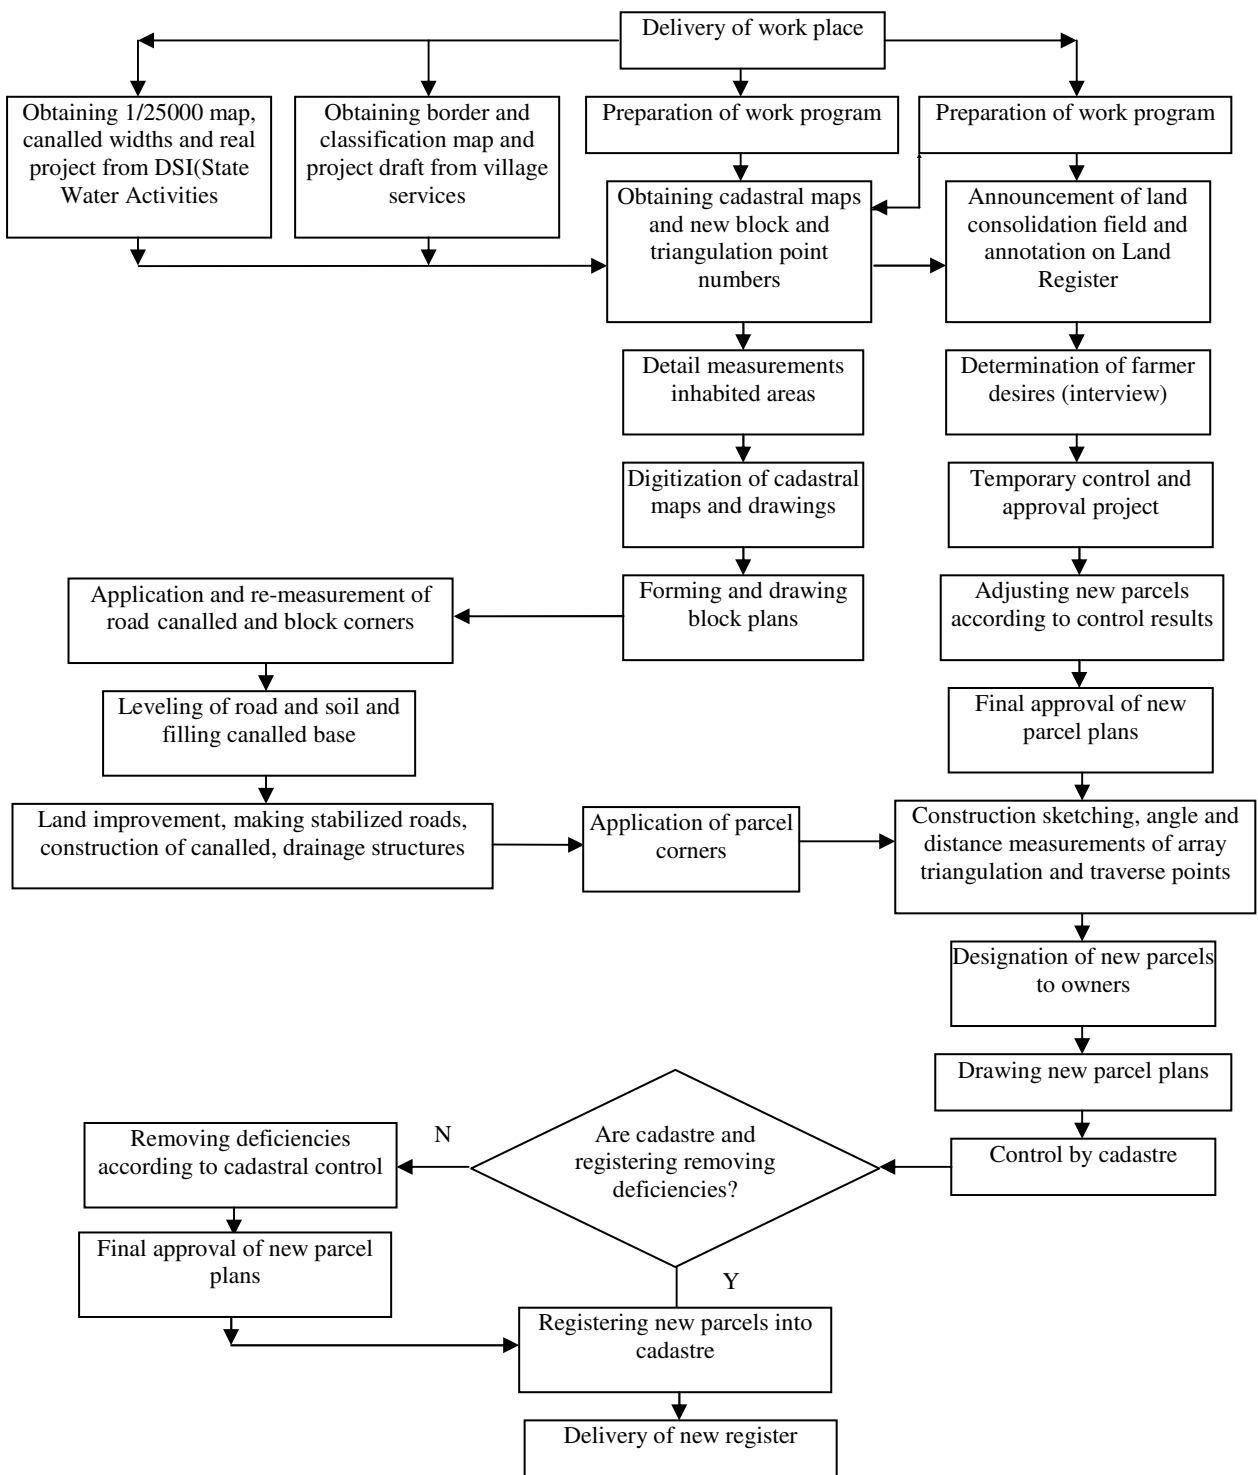 Delivery of work place
Obtaining 1/25000 map,
canalled widths and real
project from DSI(State
Water Activities
Obtaining border and
classification map and
project draft from village
services
Preparation of work program
Preparation of work program
Obtaining cadastral maps
and new block and
triangulation point
numbers
Announcement of land
consolidation field and
annotation on Land
Register
Detail measurements
inhabited areas
Determination of farmer
desires (interview)
Digitization of cadastral
maps and drawings
Temporary control and
approval project
Application and re-measurement of
road canalled and block corners
Forming and drawing
block plans
Adjusting new parcels
according to control results
Leveling of road and soil and
filling canalled base
Final approval of new
parcel plans
Land improvement, making stabilized roads,
construction of canalled, drainage structures
Application of parcel
corners
Construction sketching, angle and
distance measurements of array
triangulation and traverse points
Designation of new parcels
to owners
Drawing new parcel plans
Removing deficiencies
according to cadastral control
N
Are cadastre and
registering removing
deficiencies?
Control by cadastre
Final approval of new parcel
plans
Y
Registering new parcels into
cadastre
Delivery of new register